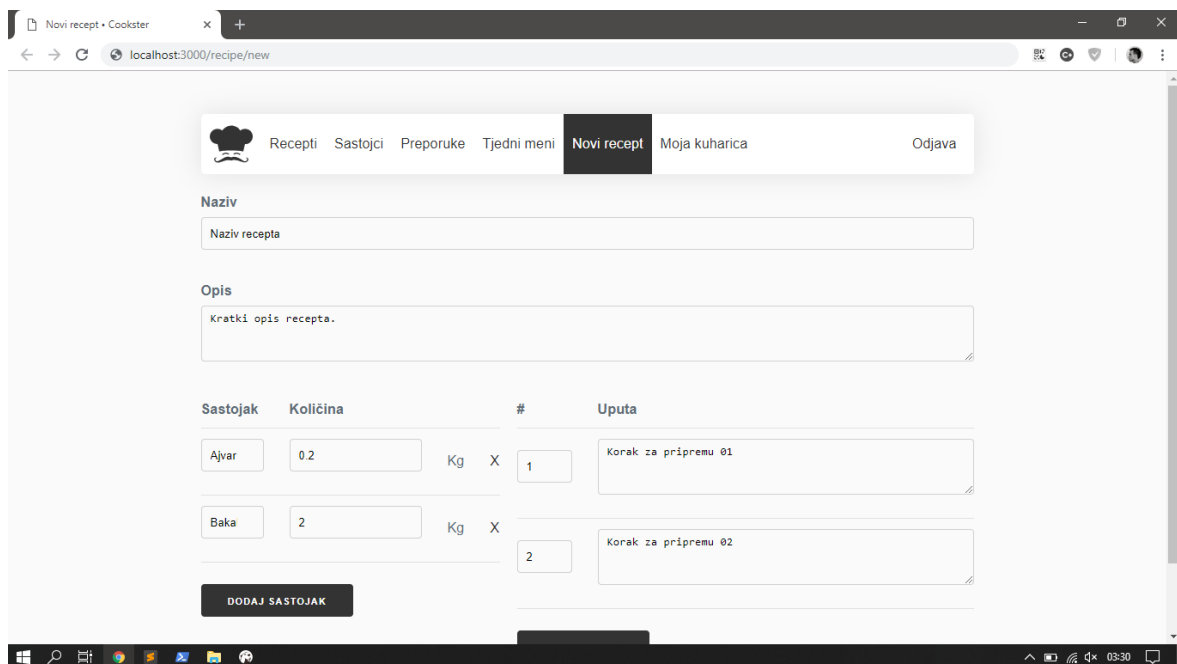 Novi recept • Cookster
localhost:3000/recipe/new
Recepti Sastojci Preporuke Tjedni meni Novi recept Moja kuharica Odjava
Naziv
Naziv recepta
Opis
Kratki opis recepta.
Sastojak Količina
Ajvar 0.2 Kg X
Baka 2 Kg X
DODAJ SASTOJAK
# Uputa
1 Korak za pripremu 01
2 Korak za pripremu 02
03:30